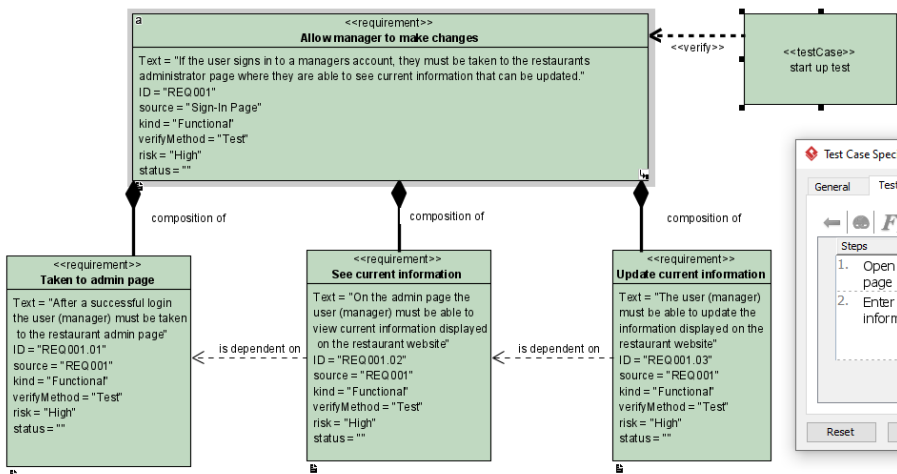 a
<<requirement>>
Allow manager to make changes
Text = "If the user signs in to a managers account, they must be taken to the restaurants
administrator page where they are able to see current information that can be updated."
ID = "REQ001"
source = "Sign-In Page"
kind = "Functional"
verifyMethod = "Test"
risk = "High"
status = ""
<<verify>>
<<testCase>>
start up test
composition of
composition of
composition of
<<requirement>>
Taken to admin page
Text = "After a successful login
the user (manager) must be taken
to the restaurant admin page"
ID = "REQ001.01"
source = "REQ001"
kind = "Functional"
verifyMethod = "Test"
risk = "High"
status = ""
is dependent on
<<requirement>>
See current information
Text = "On the admin page the
user (manager) must be able to
view current information displayed
on the restaurant website"
ID = "REQ001.02"
source = "REQ001"
kind = "Functional"
verifyMethod = "Test"
risk = "High"
status = ""
is dependent on
<<requirement>>
Update current information
Text = "The user (manager)
must be able to update the
information displayed on the
restaurant website"
ID = "REQ001.03"
source = "REQ001"
kind = "Functional"
verifyMethod = "Test"
risk = "High"
status = ""
Test Case Speci
General Test
F
Steps
1. Open
page
2. Enter
inform
Reset